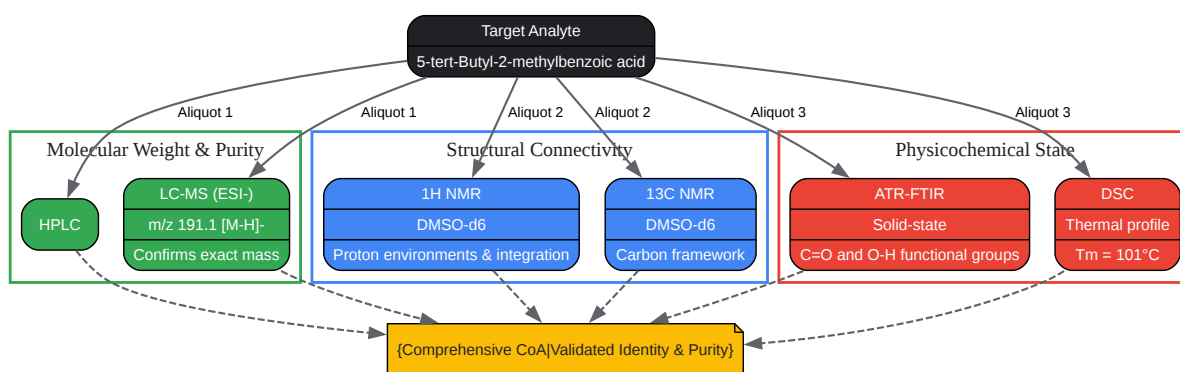 Target Analyte
5-tert-Butyl-2-methylbenzoic acid
Aliquot 1
Aliquot 1
Aliquot 2
Aliquot 2
Aliquot 3
Aliquot 3
Molecular Weight & Purity
HPLC
LC-MS (ESI-)
m/z 191.1 [M-H]-
Confirms exact mass
Structural Connectivity
1H NMR
DMSO-d6
Proton environments & integration
13C NMR
DMSO-d6
Carbon framework
Physicochemical State
ATR-FTIR
Solid-state
C=O and O-H functional groups
DSC
Thermal profile
Tm = 101°C
{Comprehensive CoA|Validated Identity & Purity}